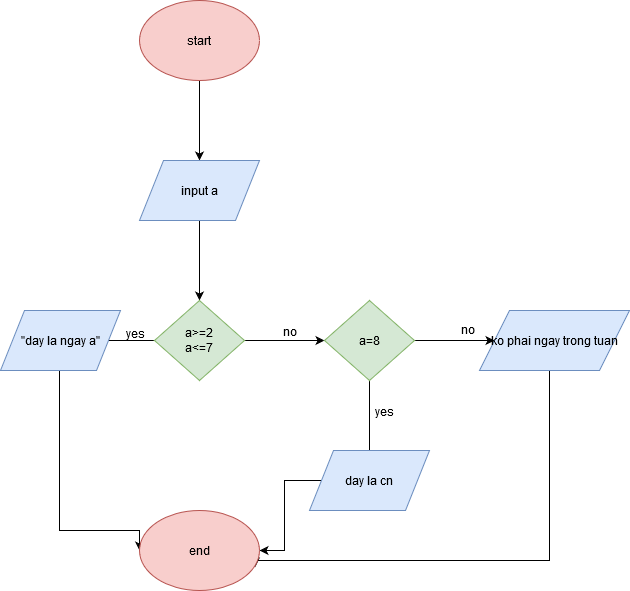 start
input a
a>=2
a<=7
yes
"day la ngay a"
no
a=8
no
ko phai ngay trong tuan
yes
day la cn
end